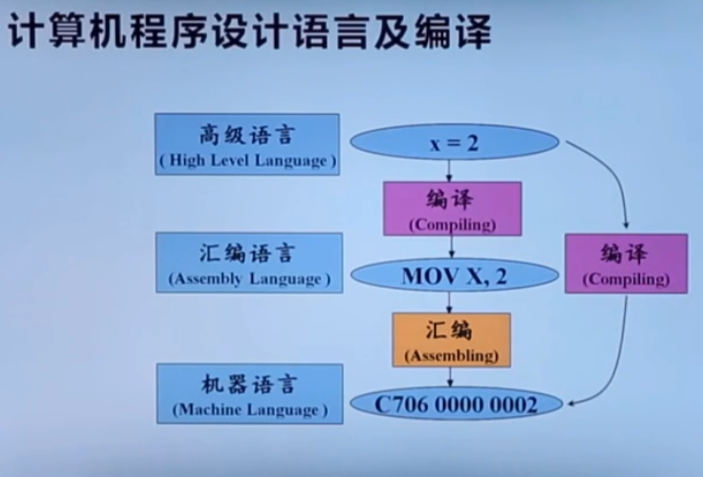 计算机程序设计语言及编译
高级语言
(High Level Language)
x = 2
编译
(Compiling)
汇编语言
(Assembly Language)
MOV X, 2
编译
(Compiling)
汇编
(Assembling)
机器语言
(Machine Language)
C706 0000 0002